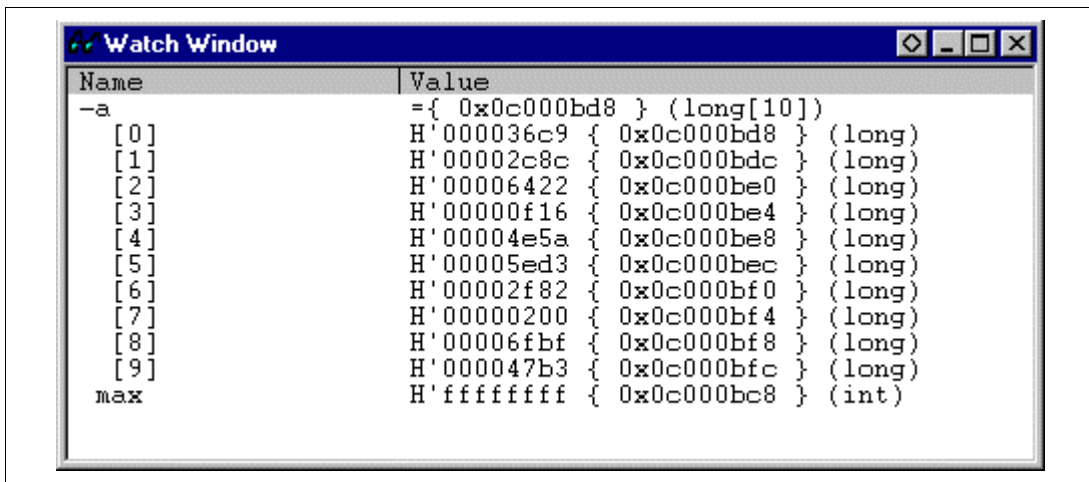 Watch Window
Name Value
-a ={ 0x0c000bd8 } (long[10])
[0] H'000036c9 { 0x0c000bd8 } (long)
[1] H'00002c8c { 0x0c000bdc } (long)
[2] H'00006422 { 0x0c000be0 } (long)
[3] H'00000f16 { 0x0c000be4 } (long)
[4] H'00004e5a { 0x0c000be8 } (long)
[5] H'00005ed3 { 0x0c000bec } (long)
[6] H'00002f82 { 0x0c000bf0 } (long)
[7] H'00000200 { 0x0c000bf4 } (long)
[8] H'00006fbf { 0x0c000bf8 } (long)
[9] H'000047b3 { 0x0c000bfc } (long)
max H'ffffffff { 0x0c000bc8 } (int)